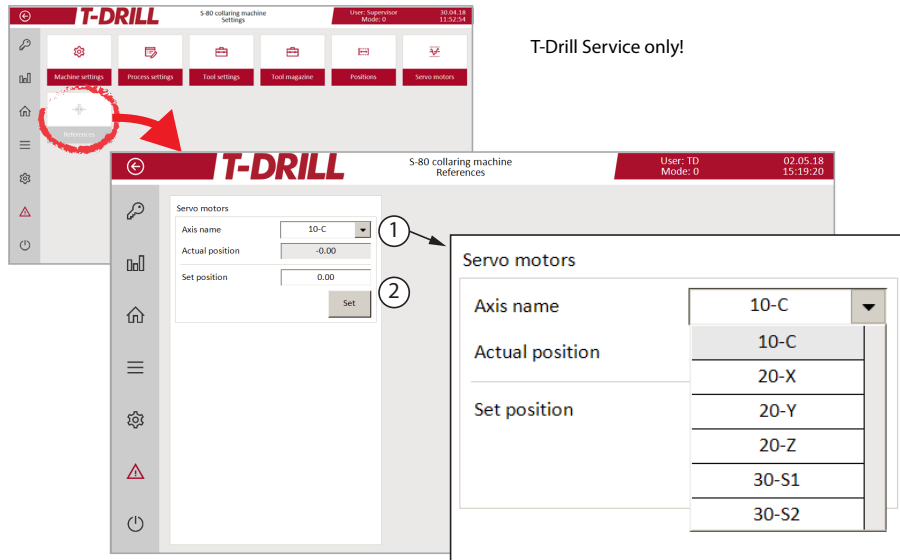 T-DRILL
S-80 collaring machine
Settings
User: Supervisor
Mode: 0
30.04.18
11:52:54
Machine settings
Process settings
Tool settings
Tool magazine
Positions
Servo motors
References
T-Drill Service only!
T-DRILL
S-80 collaring machine
References
User: TD
Mode: 0
02.05.18
15:19:20
Servo motors
Axis name 10-C
Actual position -0.00
Set position 0.00
Set
1
2
Servo motors
Axis name 10-C
Actual position
Set position
10-C
20-X
20-Y
20-Z
30-S1
30-S2